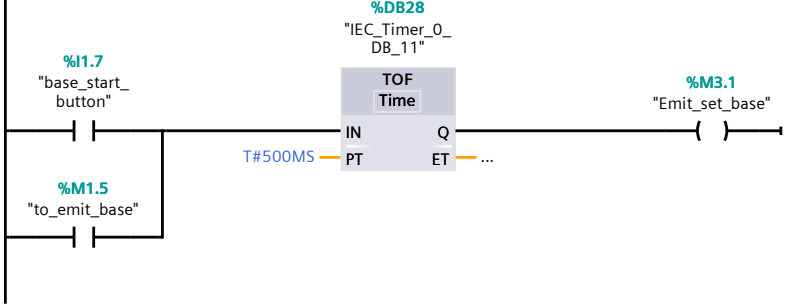 %DB28
"IEC_Timer_0_
DB_11"
%I1.7
"base_start_
button"
TOF
Time
%M3.1
"Emit_set_base"
IN
Q
T#500MS
PT
ET
...
%M1.5
"to_emit_base"